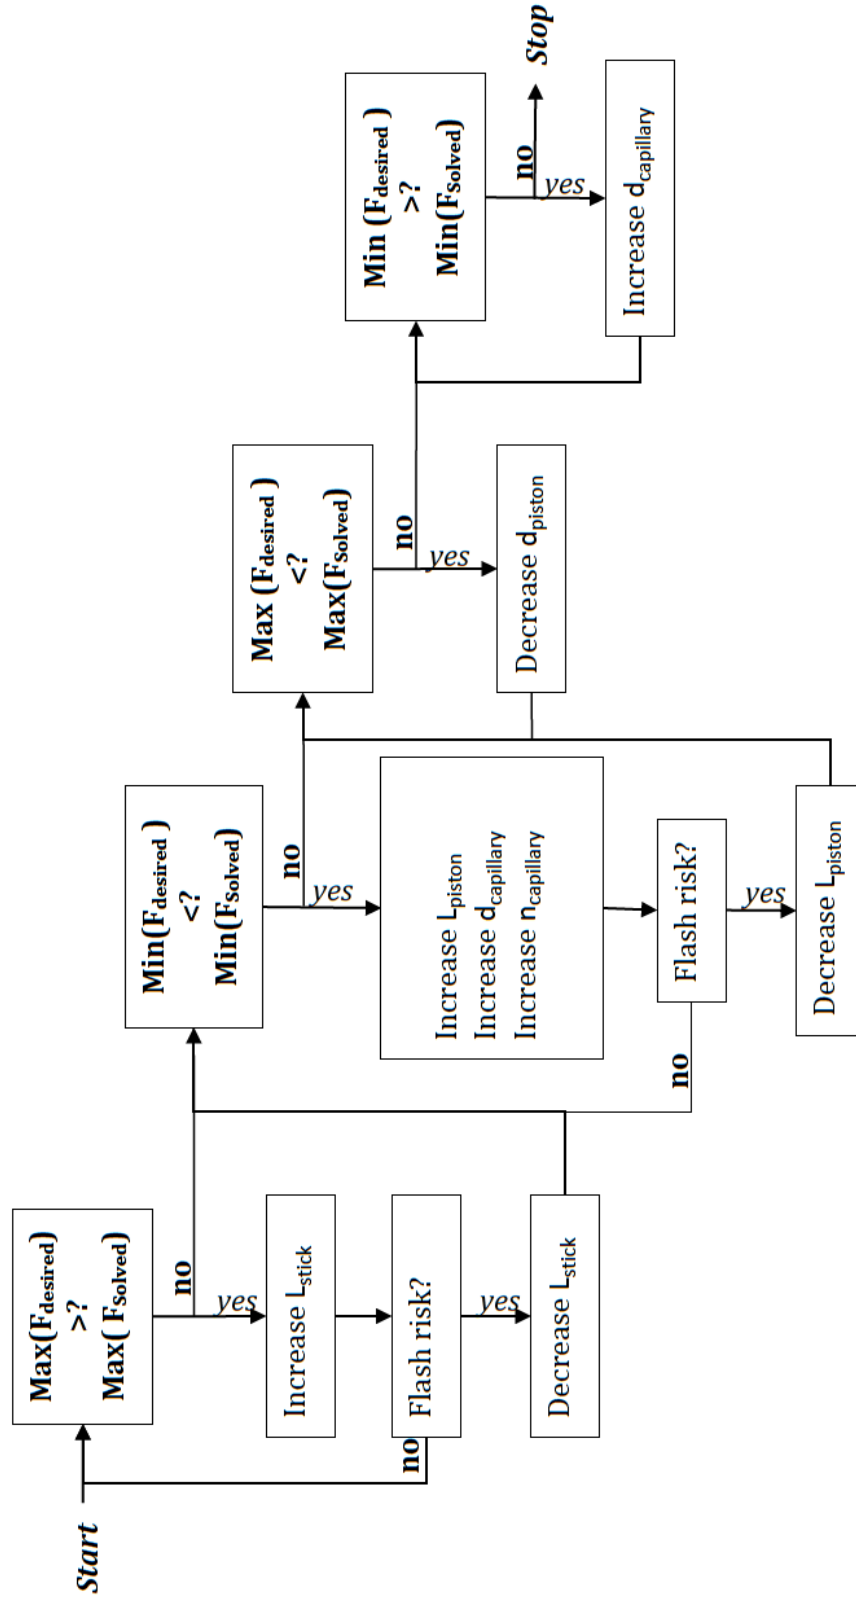 Start
Max(Fdesired)
>?
Max( FSolved)
no
yes
Increase Lstick
Flash risk?
no
yes
Decrease Lstick
Min(Fdesired )
<?
Min(FSolved)
no
yes
Increase Lpiston
Increase dcapillary
Increase ncapillary
Flash risk?
no
yes
Decrease Lpiston
Max (Fdesired )
<?
Max(FSolved)
no
yes
Decrease dpiston
Min (Fdesired )
>?
Min(FSolved)
no
Stop
yes
Increase dcapillary